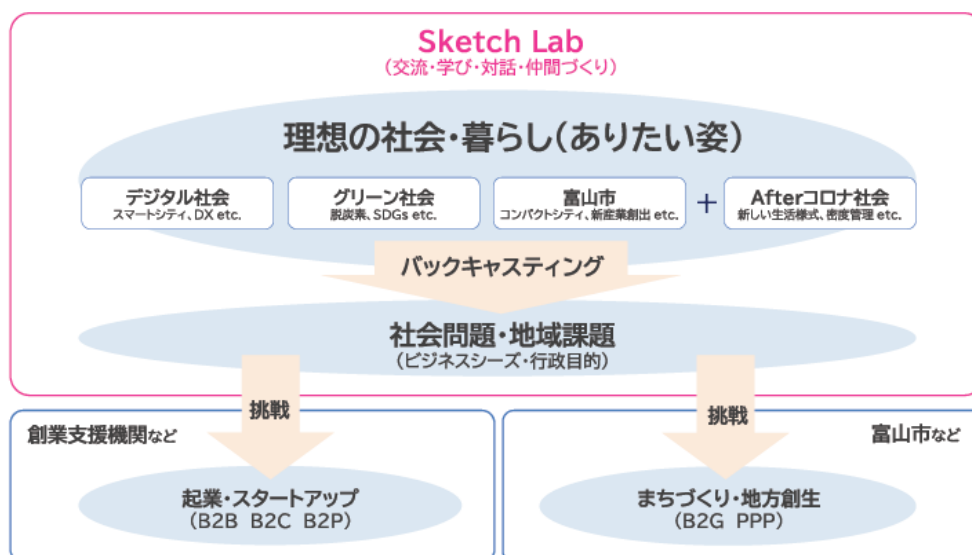 Sketch Lab
(交流・学び・対話・仲間づくり)
理想の社会・暮らし(ありたい姿)
デジタル社会
スマートシティ、DX etc.
グリーン社会
脱炭素、SDGs etc.
富山市
コンパクトシティ、新産業創出 etc.
+
Afterコロナ社会
新しい生活様式、密度管理 etc.
バックキャスティング
社会問題・地域課題
(ビジネスシーズ・行政目的)
挑戦
挑戦
創業支援機関など
富山市など
起業・スタートアップ
(B2B B2C B2P)
まちづくり・地方創生
(B2G PPP)